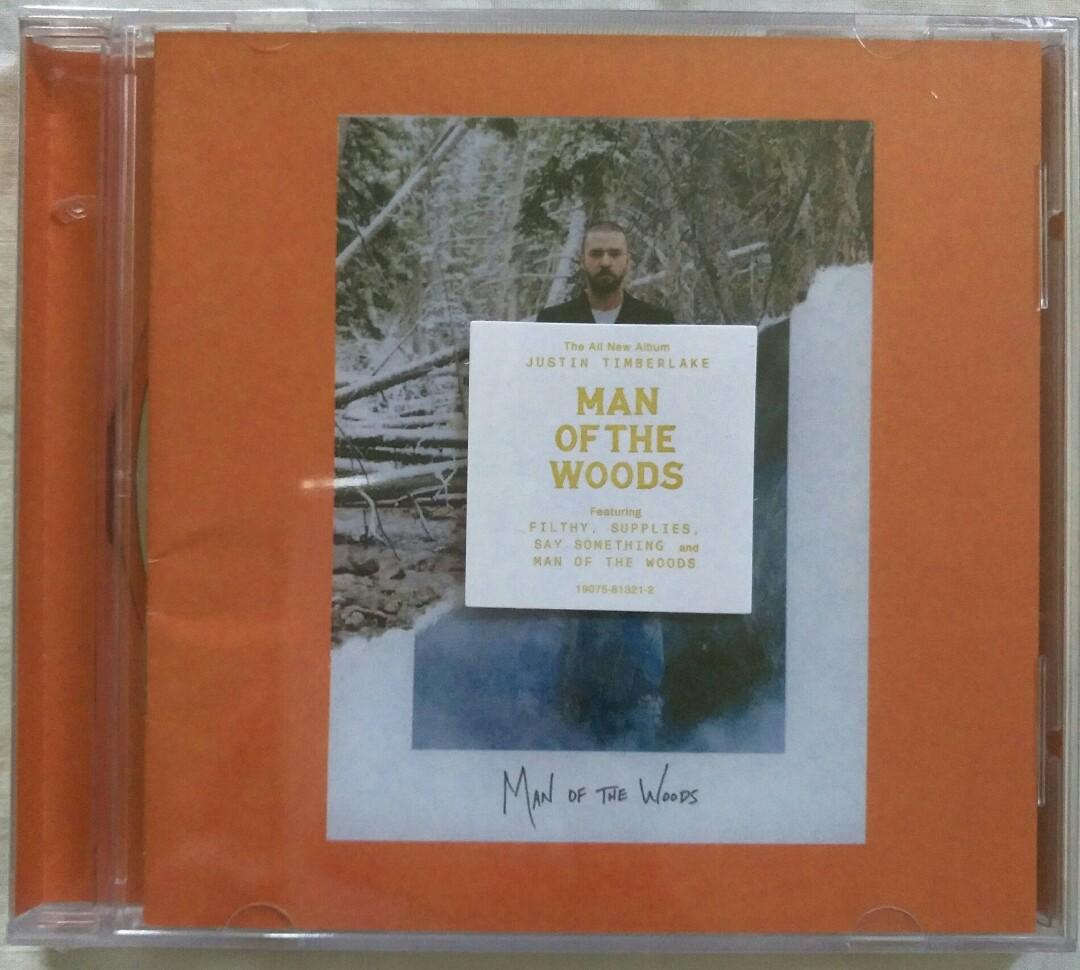 The All New Album
JUSTIN TIMBERLAKE
MAN
OF THE
WOODS
Featuring
FILTHY, SUPPLIES,
SAY SOMETHING and
MAN OF THE WOODS
19075-81321-2
MAN OF THE WOODS